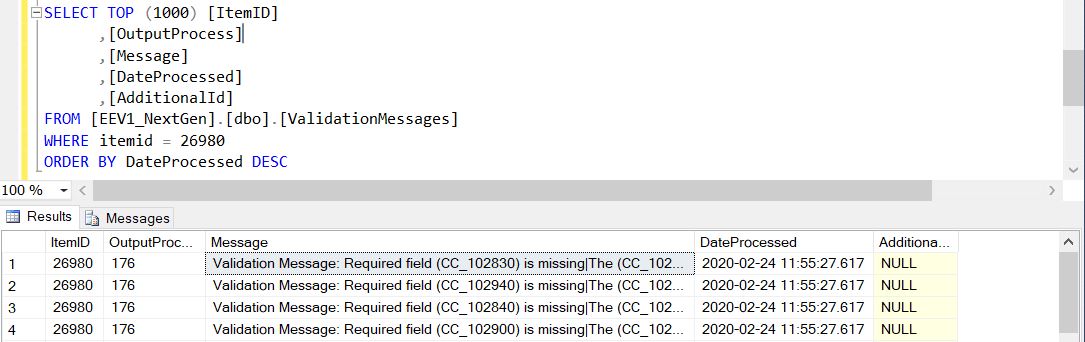 SELECT TOP (1000) [ItemID]
,[OutputProcess]
,[Message]
,[DateProcessed]
,[AdditionalId]
FROM [EEV1_NextGen].[dbo].[ValidationMessages]
WHERE itemid = 26980
ORDER BY DateProcessed DESC
100 %
Results Messages
ItemID OutputProc... Message DateProcessed Additiona...
1 26980 176 Validation Message: Required field (CC_102830) is missing|The (CC_102... 2020-02-24 11:55:27.617 NULL
2 26980 176 Validation Message: Required field (CC_102940) is missing|The (CC_102... 2020-02-24 11:55:27.617 NULL
3 26980 176 Validation Message: Required field (CC_102840) is missing|The (CC_102... 2020-02-24 11:55:27.617 NULL
4 26980 176 Validation Message: Required field (CC_102900) is missing|The (CC_102... 2020-02-24 11:55:27.617 NULL